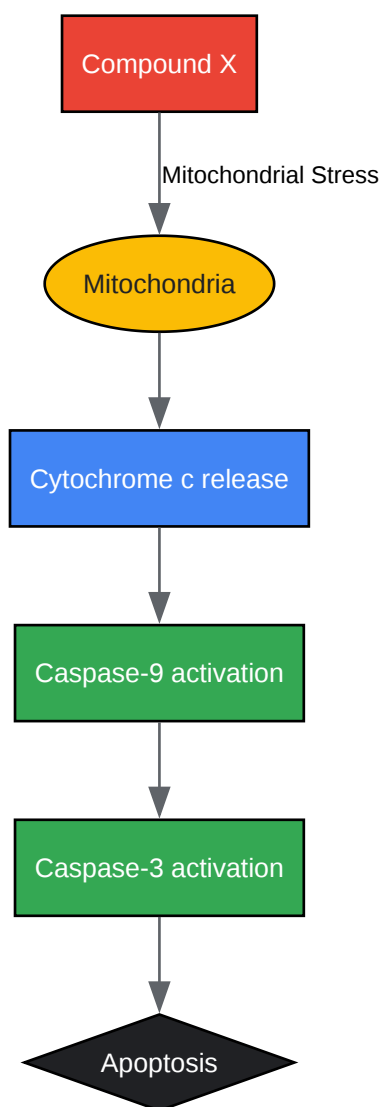 Compound X
Mitochondrial Stress
Mitochondria
Cytochrome c release
Caspase-9 activation
Caspase-3 activation
Apoptosis